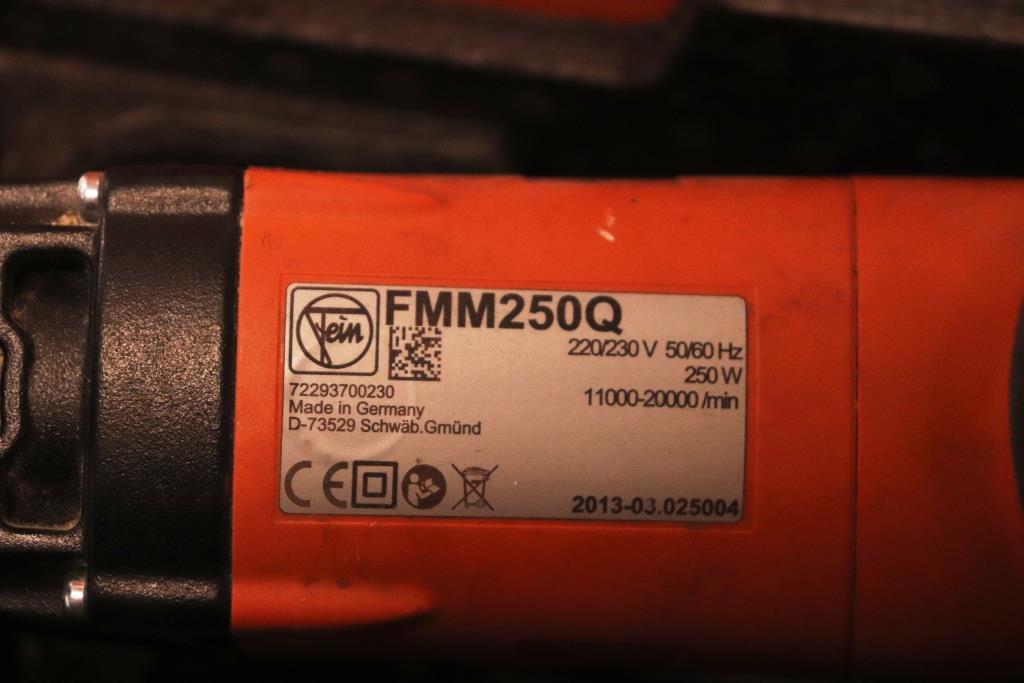 Fein
FMM250Q
220/230 V 50/60 Hz
250 W
11000-20000 /min
72293700230
Made in Germany
D-73529 Schwäb.Gmünd
CE
2013-03.025004